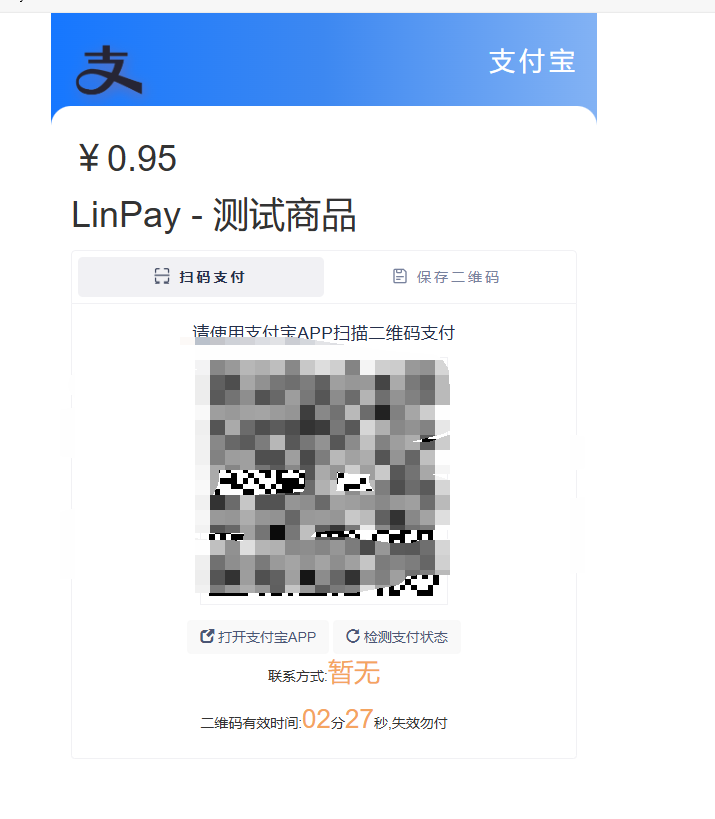 支付宝
￥0.95
LinPay - 测试商品
扫码支付 保存二维码
请使用支付宝APP扫描二维码支付
打开支付宝APP 检测支付状态
联系方式:暂无
二维码有效时间:02分27秒,失效勿付